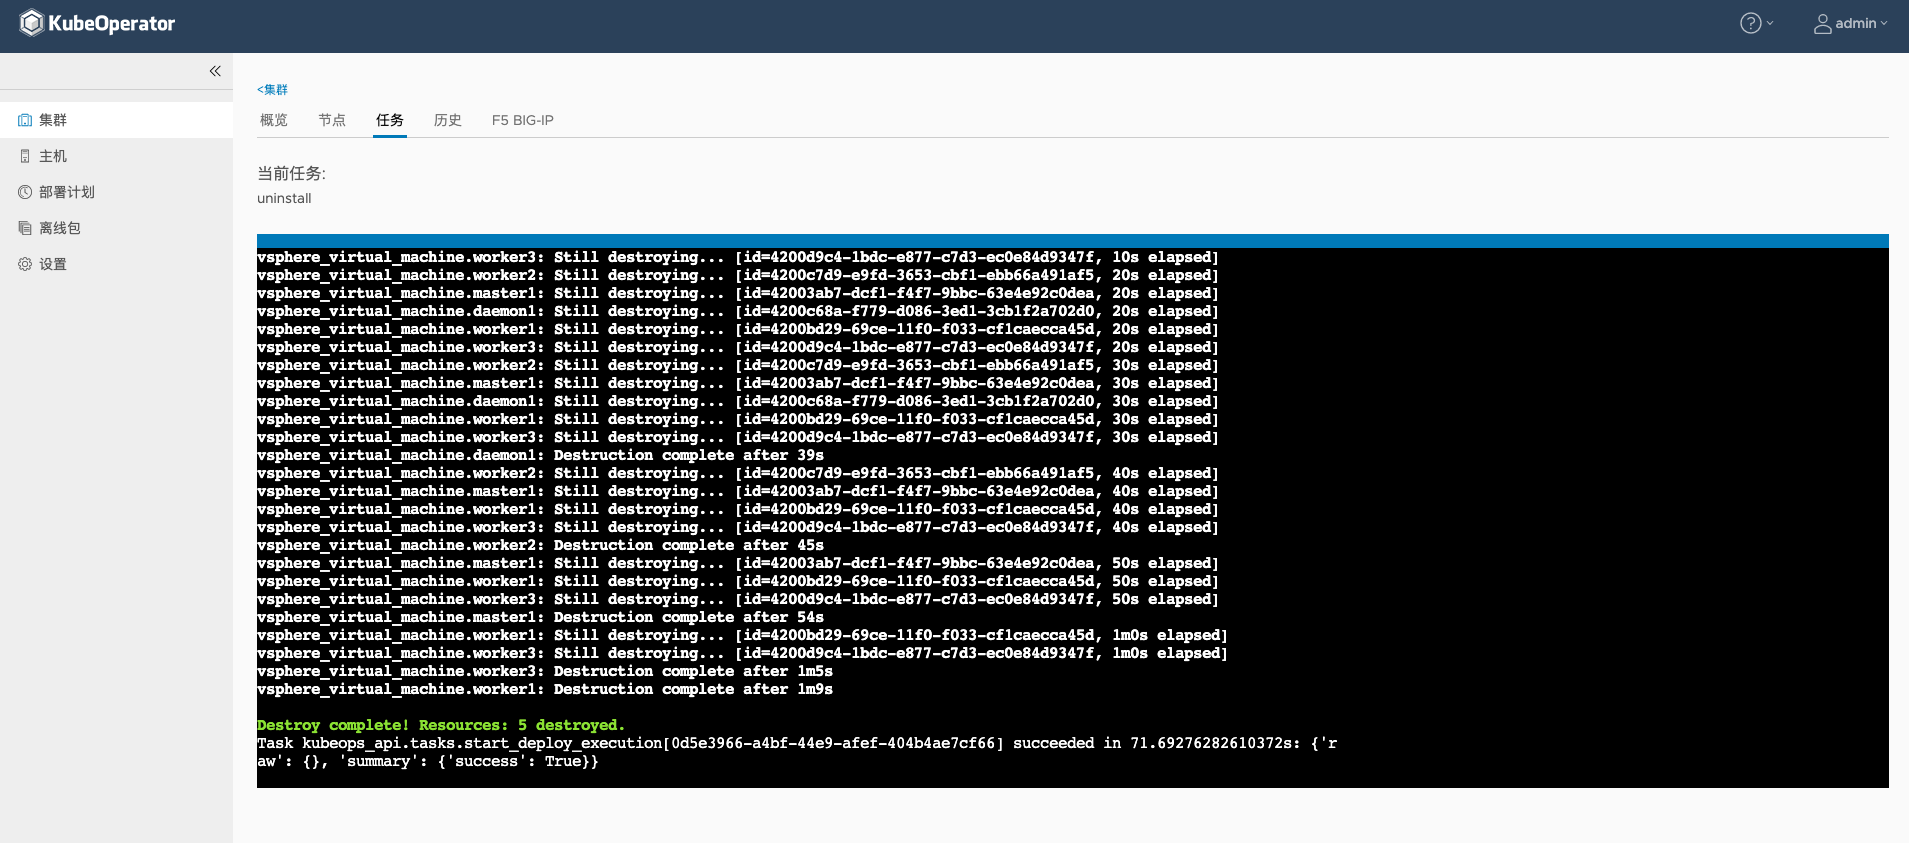 KubeOperator
admin
<集群
集群
主机
部署计划
离线包
设置
概览 节点 任务 历史 F5 BIG-IP
当前任务:
uninstall
vsphere_virtual_machine.worker3: Still destroying... [id=4200d9c4-1bdc-e877-c7d3-ec0e84d9347f, 10s elapsed]
vsphere_virtual_machine.worker2: Still destroying... [id=4200c7d9-e9fd-3653-cbf1-ebb66a491af5, 20s elapsed]
vsphere_virtual_machine.master1: Still destroying... [id=42003ab7-dcf1-f4f7-9bbc-63e4e92c0dea, 20s elapsed]
vsphere_virtual_machine.daemon1: Still destroying... [id=4200c68a-f779-d086-3ed1-3cb1f2a702d0, 20s elapsed]
vsphere_virtual_machine.worker1: Still destroying... [id=4200bd29-69ce-11f0-f033-cf1caecca45d, 20s elapsed]
vsphere_virtual_machine.worker3: Still destroying... [id=4200d9c4-1bdc-e877-c7d3-ec0e84d9347f, 20s elapsed]
vsphere_virtual_machine.worker2: Still destroying... [id=4200c7d9-e9fd-3653-cbf1-ebb66a491af5, 30s elapsed]
vsphere_virtual_machine.master1: Still destroying... [id=42003ab7-dcf1-f4f7-9bbc-63e4e92c0dea, 30s elapsed]
vsphere_virtual_machine.daemon1: Still destroying... [id=4200c68a-f779-d086-3ed1-3cb1f2a702d0, 30s elapsed]
vsphere_virtual_machine.worker1: Still destroying... [id=4200bd29-69ce-11f0-f033-cf1caecca45d, 30s elapsed]
vsphere_virtual_machine.worker3: Still destroying... [id=4200d9c4-1bdc-e877-c7d3-ec0e84d9347f, 30s elapsed]
vsphere_virtual_machine.daemon1: Destruction complete after 39s
vsphere_virtual_machine.worker2: Still destroying... [id=4200c7d9-e9fd-3653-cbf1-ebb66a491af5, 40s elapsed]
vsphere_virtual_machine.master1: Still destroying... [id=42003ab7-dcf1-f4f7-9bbc-63e4e92c0dea, 40s elapsed]
vsphere_virtual_machine.worker1: Still destroying... [id=4200bd29-69ce-11f0-f033-cf1caecca45d, 40s elapsed]
vsphere_virtual_machine.worker3: Still destroying... [id=4200d9c4-1bdc-e877-c7d3-ec0e84d9347f, 40s elapsed]
vsphere_virtual_machine.worker2: Destruction complete after 45s
vsphere_virtual_machine.master1: Still destroying... [id=42003ab7-dcf1-f4f7-9bbc-63e4e92c0dea, 50s elapsed]
vsphere_virtual_machine.worker1: Still destroying... [id=4200bd29-69ce-11f0-f033-cf1caecca45d, 50s elapsed]
vsphere_virtual_machine.worker3: Still destroying... [id=4200d9c4-1bdc-e877-c7d3-ec0e84d9347f, 50s elapsed]
vsphere_virtual_machine.master1: Destruction complete after 54s
vsphere_virtual_machine.worker1: Still destroying... [id=4200bd29-69ce-11f0-f033-cf1caecca45d, 1m0s elapsed]
vsphere_virtual_machine.worker3: Still destroying... [id=4200d9c4-1bdc-e877-c7d3-ec0e84d9347f, 1m0s elapsed]
vsphere_virtual_machine.worker3: Destruction complete after 1m5s
vsphere_virtual_machine.worker1: Destruction complete after 1m9s
Destroy complete! Resources: 5 destroyed.
Task kubeops_api.tasks.start_deploy_execution[0d5e3966-a4bf-44e9-afef-404b4ae7cf66] succeeded in 71.69276282610372s: {'r
aw': {}, 'summary': {'success': True}}